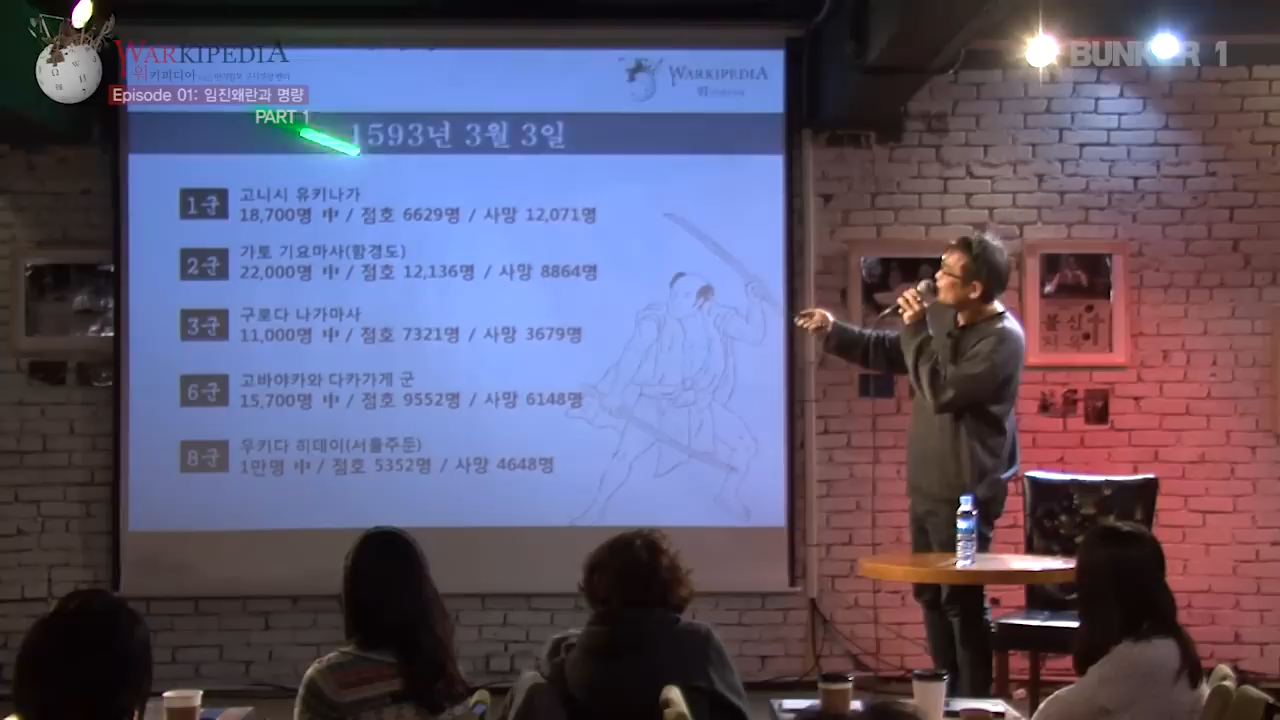 WARKIPEDIA
워키피디아
Episode 01: 임진왜란과 명량
PART 1
BUNKER 1
WARKIPEDIA
1593년 3월 3일
1군
고니시 유키나가
18,700명 中 / 점호 6629명 / 사망 12,071명
2군
가토 기요마사(함경도)
22,000명 中 / 점호 12,136명 / 사망 8864명
3군
구로다 나가마사
11,000명 中 / 점호 7321명 / 사망 3679명
6군
고바야카와 다카가게 군
15,700명 中 / 점호 9552명 / 사망 6148명
8군
우키다 히데이(서울주둔)
1만명 中 / 점호 5352명 / 사망 4648명
불신
지옥